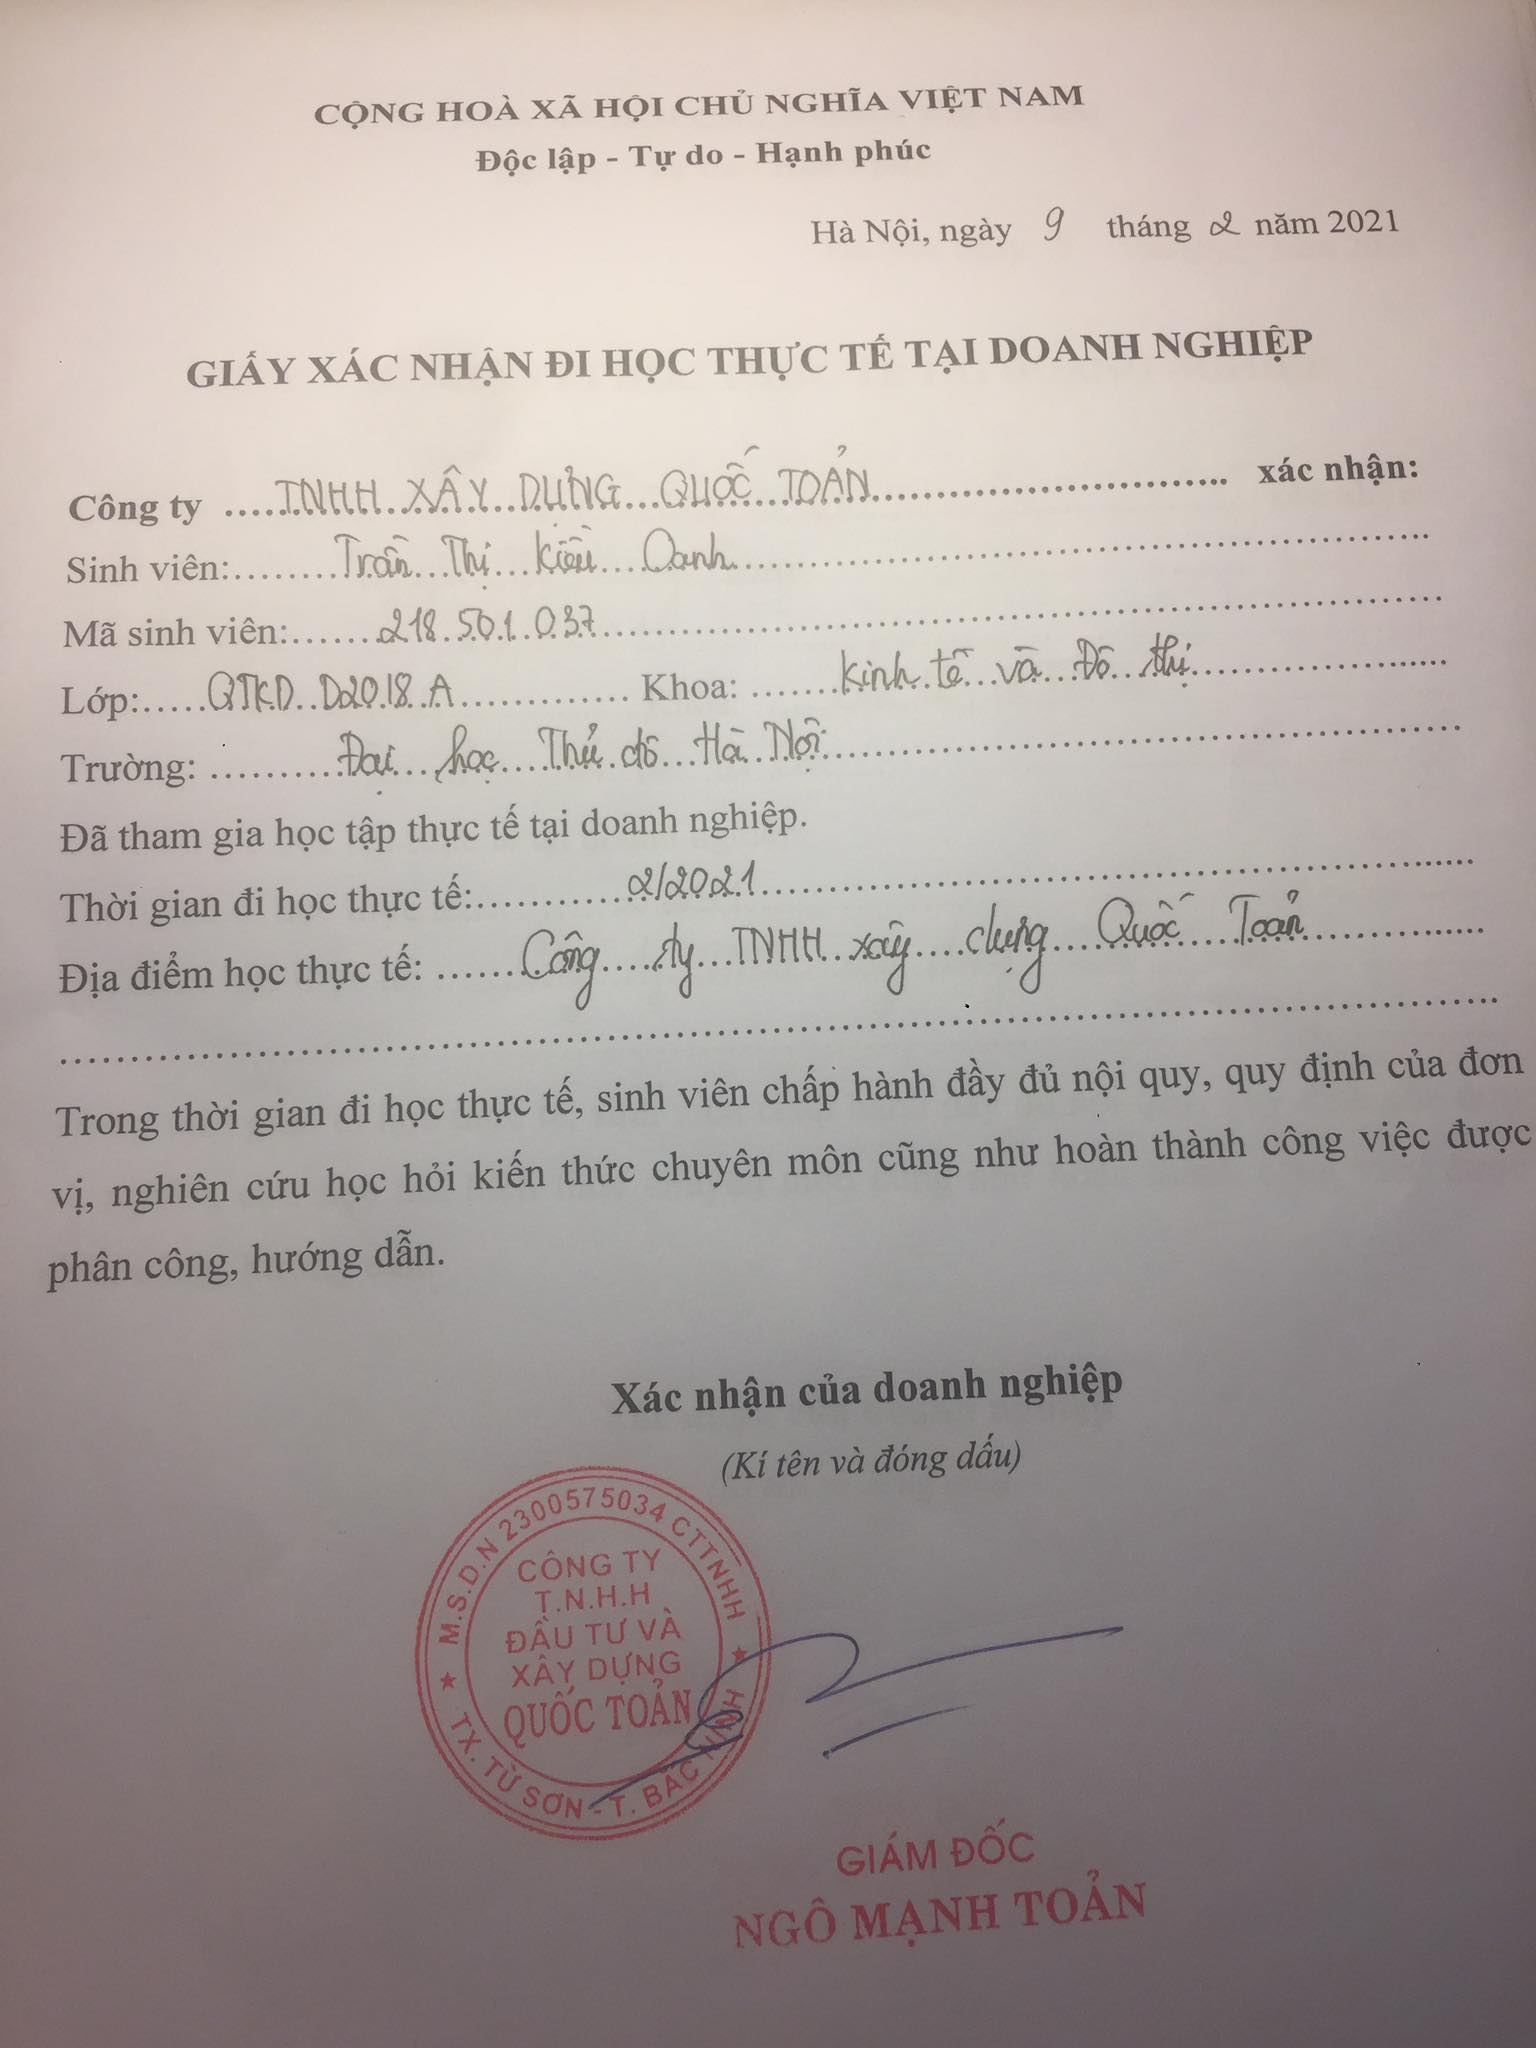 CỘNG HOÀ XÃ HỘI CHỦ NGHĨA VIỆT NAM
Độc lập - Tự do - Hạnh phúc
Hà Nội, ngày 9 tháng 2 năm 2021
GIẤY XÁC NHẬN ĐI HỌC THỰC TẾ TẠI DOANH NGHIỆP
Công ty .....TNHH XÂY DỰNG QUỐC TOẢN..... xác nhận:
Sinh viên:.....Trần Thị Kiều Oanh.....
Mã sinh viên:.....218.501.037.....
Lớp:.....QTKD D2018.A..... Khoa: .....Kinh tế và Đô thị.....
Trường: .....Đại học Thủ đô Hà Nội.....
Đã tham gia học tập thực tế tại doanh nghiệp.
Thời gian đi học thực tế:.....2/2021.....
Địa điểm học thực tế: .....Công ty TNHH xây dựng Quốc Toản.....
Trong thời gian đi học thực tế, sinh viên chấp hành đầy đủ nội quy, quy định của đơn
vị, nghiên cứu học hỏi kiến thức chuyên môn cũng như hoàn thành công việc được
phân công, hướng dẫn.
Xác nhận của doanh nghiệp
(Kí tên và đóng dấu)
M.S.D.N 2300575034 CTTNHH
CÔNG TY
T.N.H.H
ĐẦU TƯ VÀ
XÂY DỰNG
QUỐC TOẢN
TX. TỪ SƠN - T. BẮC NINH
GIÁM ĐỐC
NGÔ MẠNH TOẢN